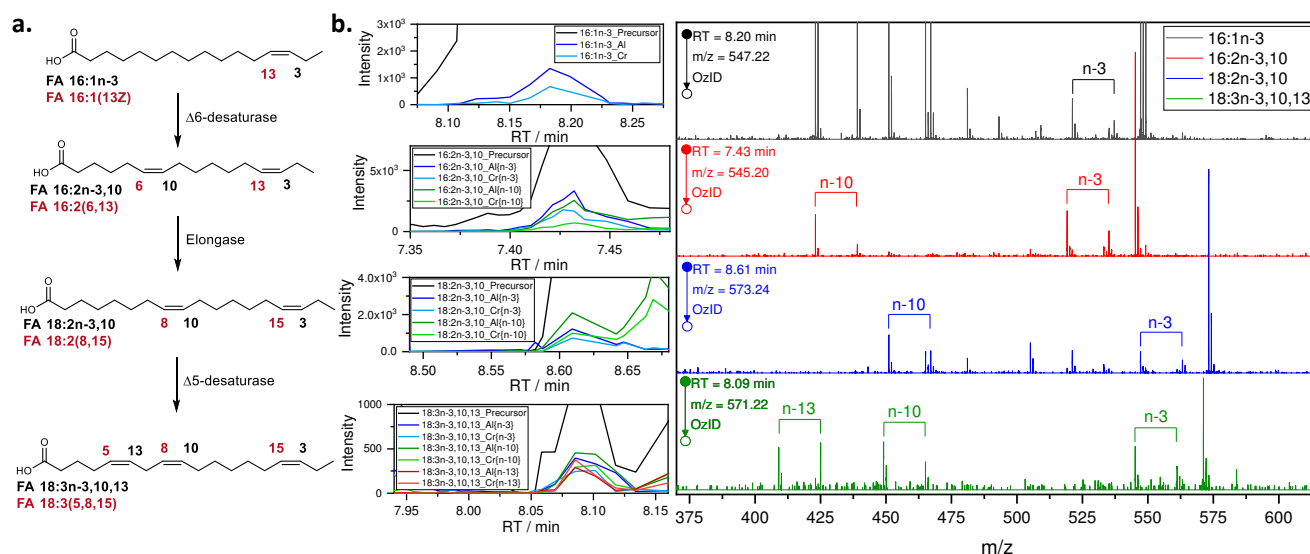 a.
O
HO
FA 16:1n-3
FA 16:1(13Z)
13 3
Δ6-desaturase
O
HO
FA 16:2n-3,10
FA 16:2(6,13)
6 10 13 3
Elongase
O
HO
FA 18:2n-3,10
FA 18:2(8,15)
8 10 15 3
Δ5-desaturase
5 13 8 10 15 3
O
HO
FA 18:3n-3,10,13
FA 18:3(5,8,15)
b.
Intensity
3x10³
2x10³
1x10³
0
16:1n-3_Precursor
16:1n-3_Al
16:1n-3_Cr
8.10 8.15 8.20 8.25
RT / min
Intensity
5x10³
0
16:2n-3,10_Precursor
16:2n-3,10_Al{n-3}
16:2n-3,10_Cr{n-3}
16:2n-3,10_Al{n-10}
16:2n-3,10_Cr{n-10}
7.35 7.40 7.45
RT / min
Intensity
4.0x10³
2.0x10³
0.0
18:2n-3,10_Precursor
18:2n-3,10_Al{n-3}
18:2n-3,10_Cr{n-3}
18:2n-3,10_Al{n-10}
18:2n-3,10_Cr{n-10}
8.50 8.55 8.60 8.65
RT / min
Intensity
1000
500
0
18:3n-3,10,13_Precursor
18:3n-3,10,13_Al{n-3}
18:3n-3,10,13_Cr{n-3}
18:3n-3,10,13_Al{n-10}
18:3n-3,10,13_Cr{n-10}
18:3n-3,10,13_Al{n-13}
18:3n-3,10,13_Cr{n-13}
7.95 8.00 8.05 8.10 8.15
RT / min
RT = 8.20 min
m/z = 547.22
OzID
n-3
16:1n-3
16:2n-3,10
18:2n-3,10
18:3n-3,10,13
RT = 7.43 min
m/z = 545.20
OzID
n-10 n-3
RT = 8.61 min
m/z = 573.24
OzID
n-10 n-3
RT = 8.09 min
m/z = 571.22
OzID
n-13 n-10 n-3
375 400 425 450 475 500 525 550 575 600
m/z